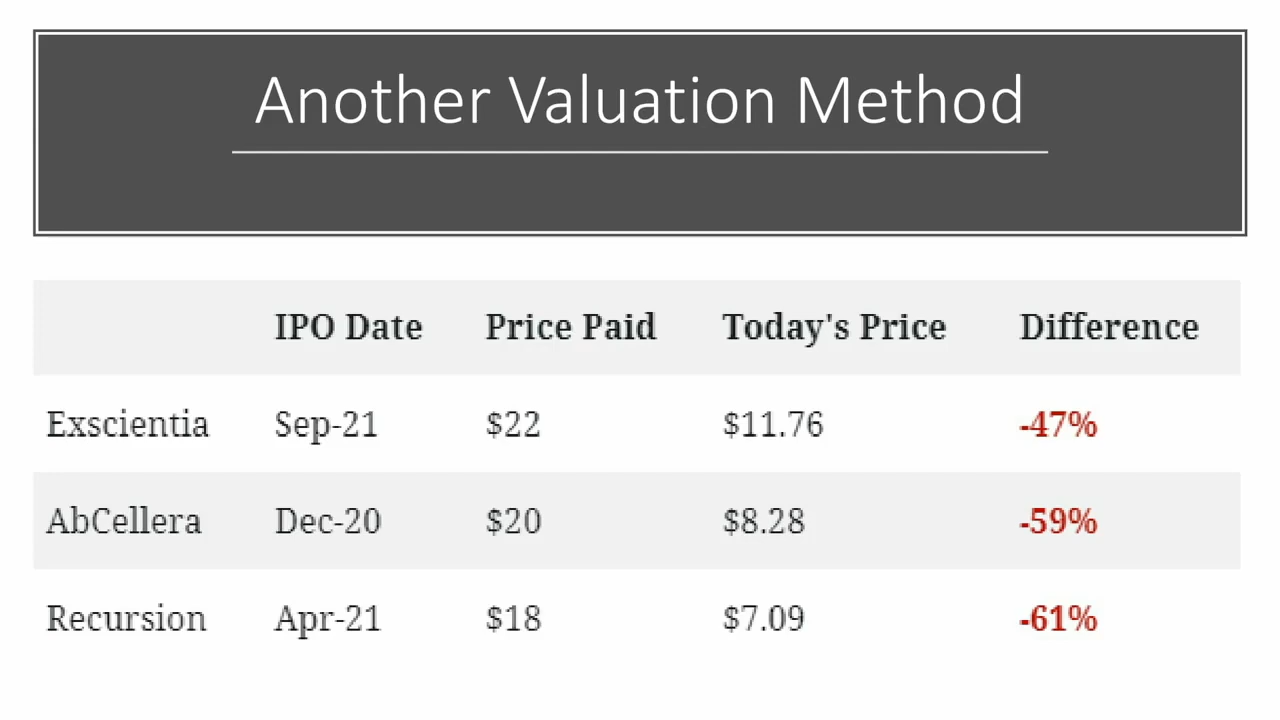 Another Valuation Method
IPO Date Price Paid Today's Price Difference
Exscientia Sep-21 $22 $11.76 -47%
AbCellera Dec-20 $20 $8.28 -59%
Recursion Apr-21 $18 $7.09 -61%